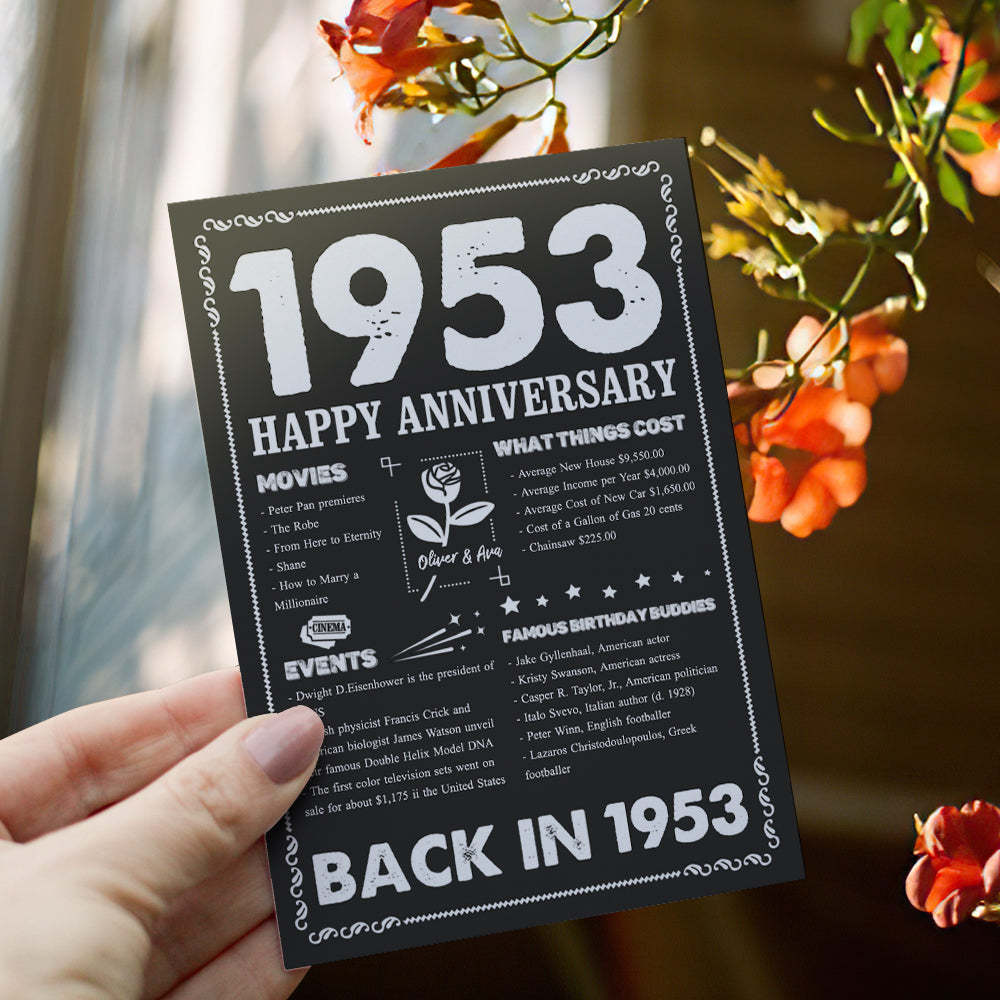 1953
HAPPY ANNIVERSARY
MOVIES
- Peter Pan premieres
- The Robe
- From Here to Eternity
- Shane
- How to Marry a
Millionaire
Oliver & Ava
WHAT THINGS COST
- Average New House $9,550.00
- Average Income per Year $4,000.00
- Average Cost of New Car $1,650.00
- Cost of a Gallon of Gas 20 cents
- Chainsaw $225.00
CINEMA
EVENTS
- Dwight D.Eisenhower is the president of
physicist Francis Crick and
biologist James Watson unveil
famous Double Helix Model DNA
The first color television sets went on
sale for about $1,175 ii the United States
FAMOUS BIRTHDAY BUDDIES
- Jake Gyllenhaal, American actor
- Kristy Swanson, American actress
- Casper R. Taylor, Jr., American politician
- Italo Svevo, Italian author (d. 1928)
- Peter Winn, English footballer
- Lazaros Christodoulopoulos, Greek
footballer
BACK IN 1953